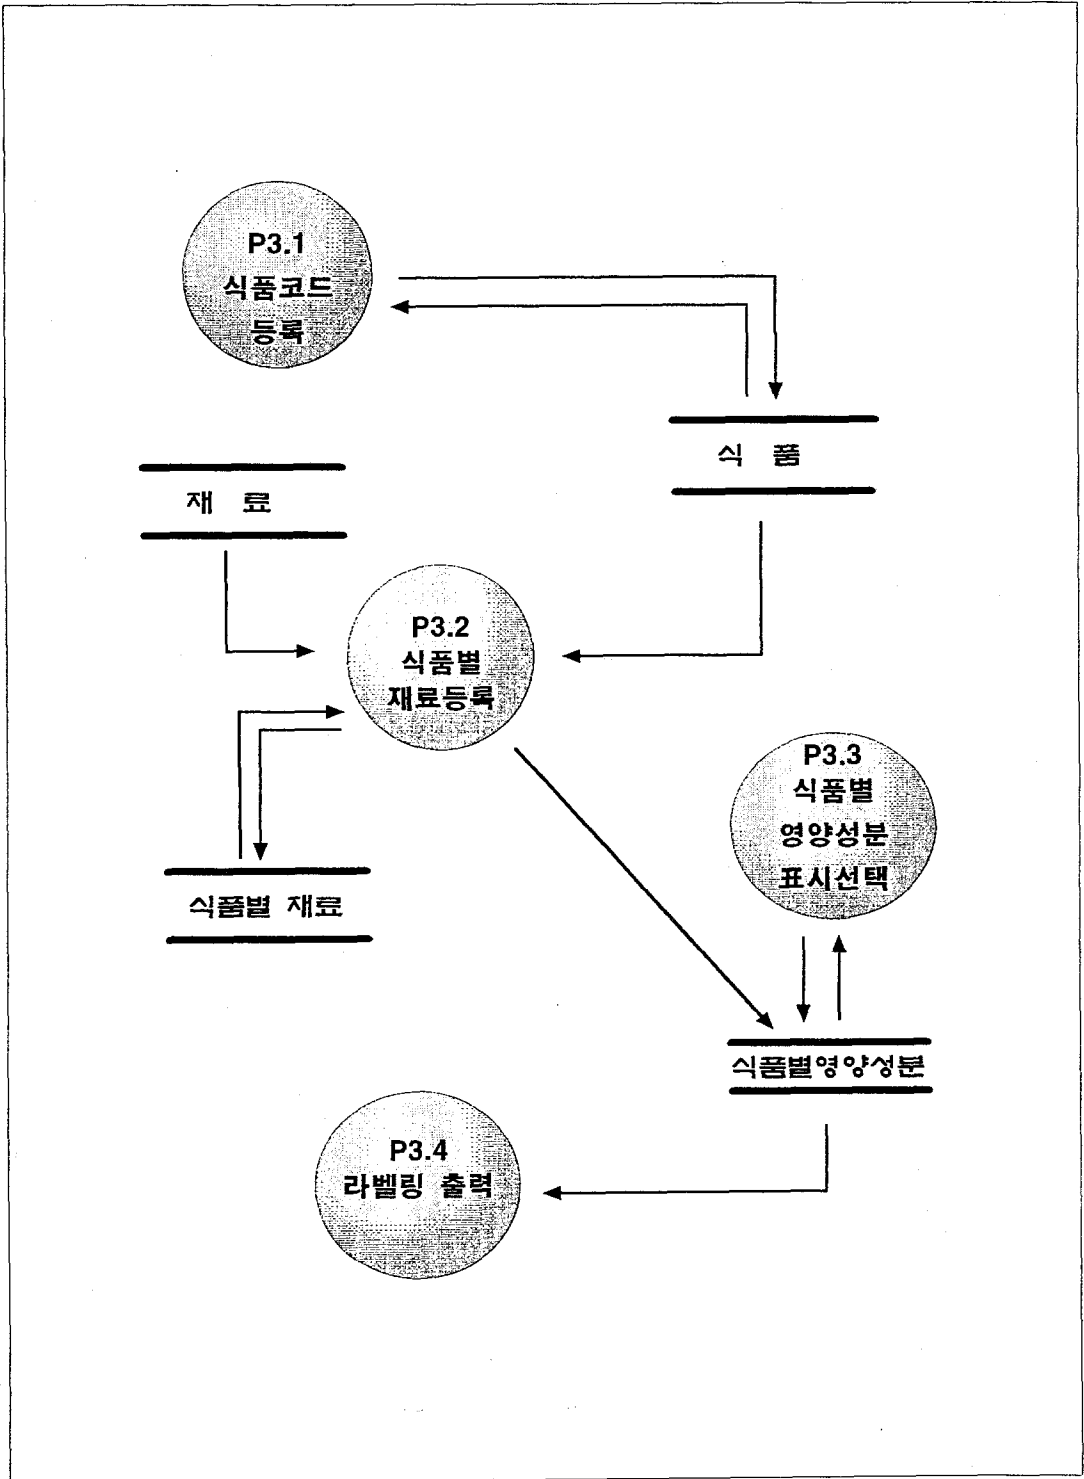 P3.1
식품코드
등록
식 품
재 료
P3.2
식품별
재료등록
P3.3
식품별
영양성분
표시선택
식품별 재료
식품별영양성분
P3.4
라벨링 출력